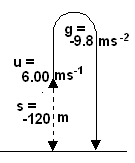 g =
-9.8 ms⁻²
u =
6.00 ms⁻¹
s =
-120 m